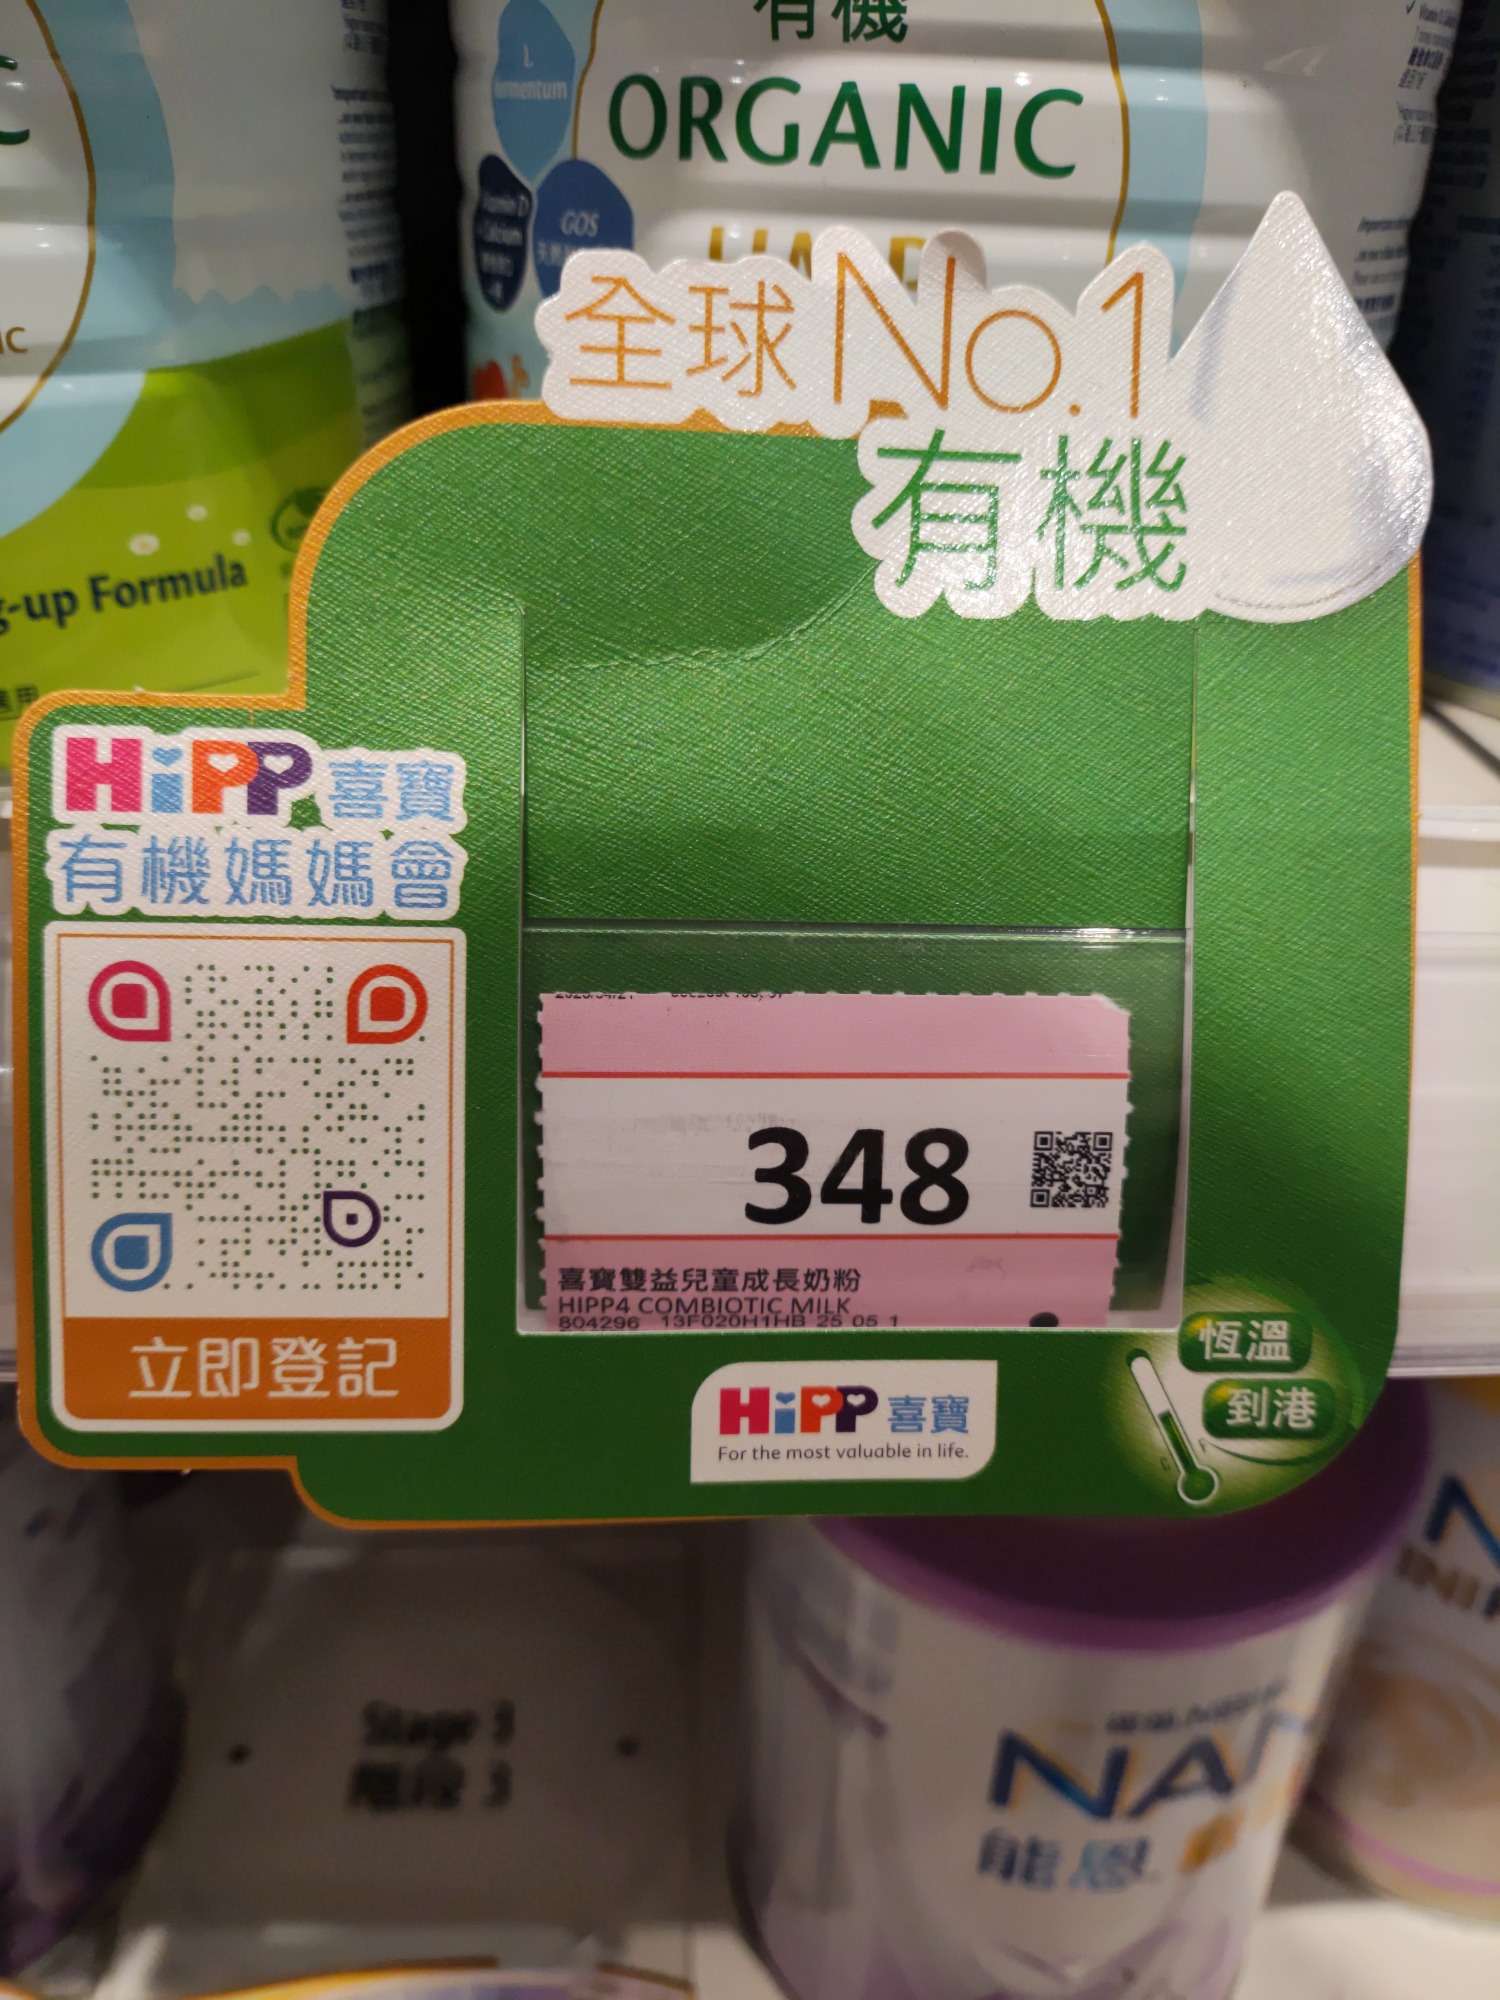 有機
ORGANIC
L.
fermentum
GOS
-up Formula
全球No.1
有機
HiPP喜寶
有機媽媽會
立即登記
348
喜寶雙益兒童成長奶粉
HIPP4 COMBIOTIC MILK
804296 13F020H1HB 25 05 1
HiPP喜寶
For the most valuable in life.
恆溫
到港
Stage 3
階段 3
NAN
能恩